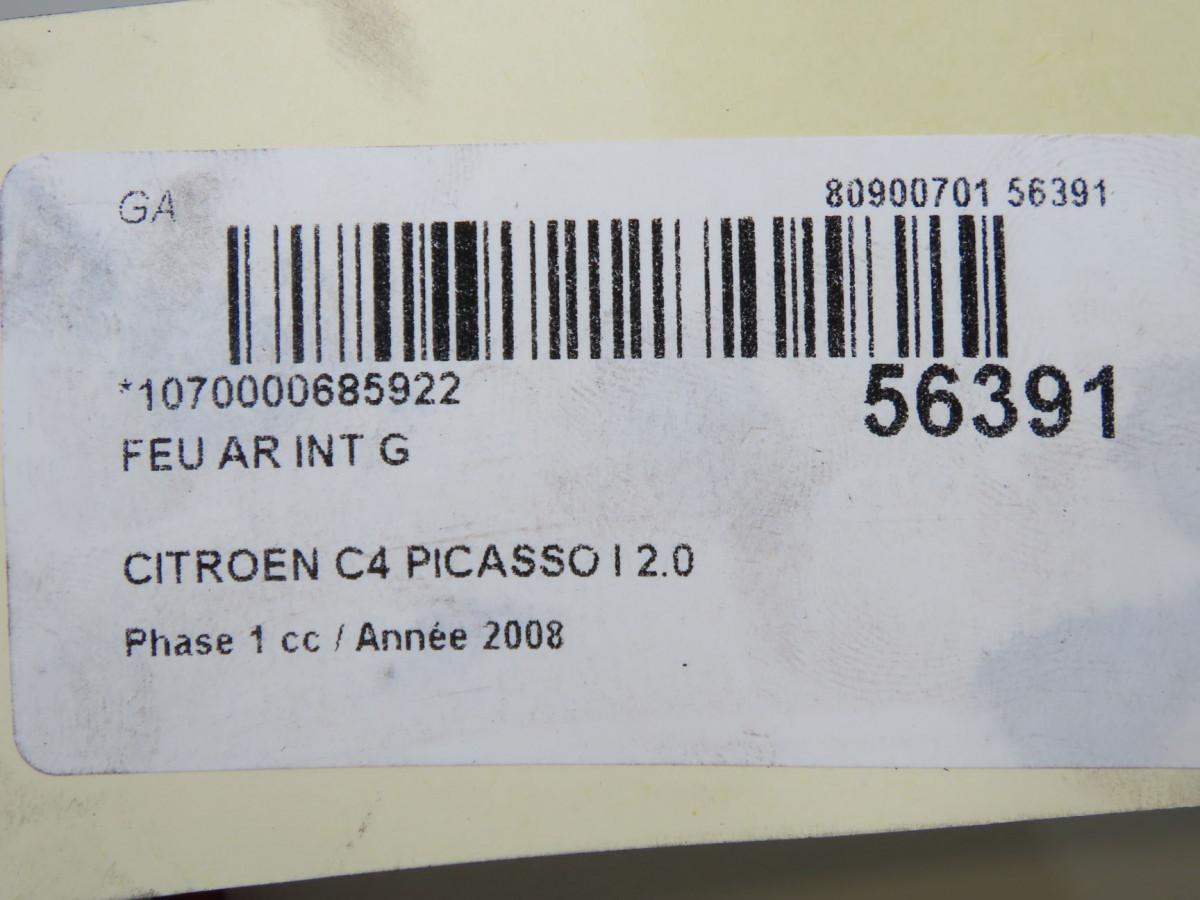 GA
80900701 56391
*1070000685922
56391
FEU AR INT G
CITROEN C4 PICASSO I 2.0
Phase 1 cc / Année 2008